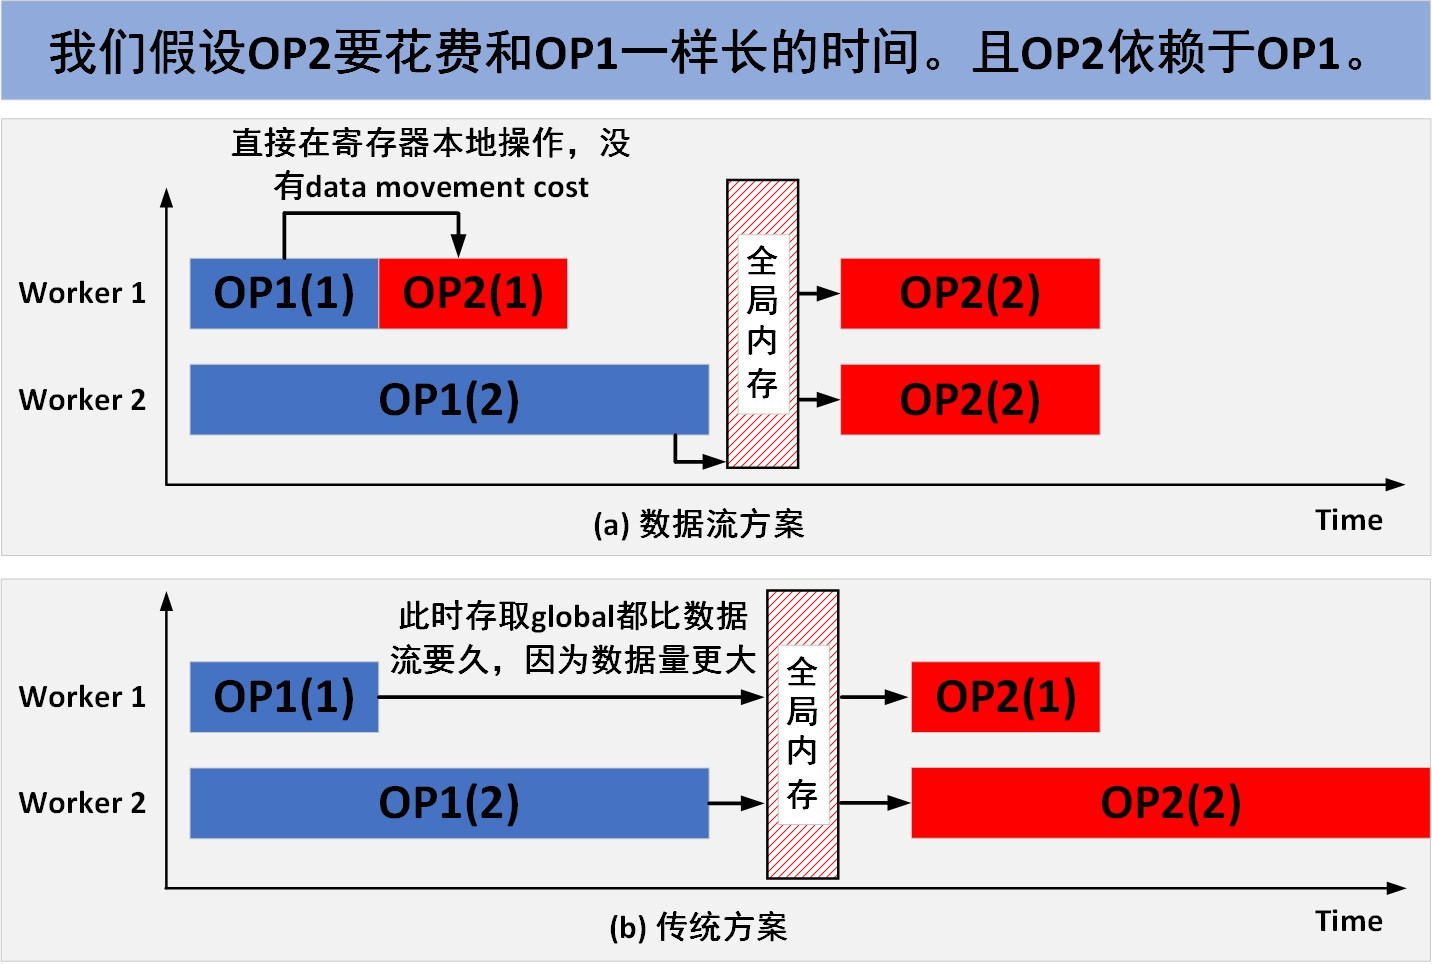 我们假设OP2要花费和OP1一样长的时间。且OP2依赖于OP1。
直接在寄存器本地操作，没
有data movement cost
Worker 1
OP1(1)
OP2(1)
全
局
内
存
OP2(2)
Worker 2
OP1(2)
OP2(2)
Time
(a) 数据流方案
此时存取global都比数据
流要久，因为数据量更大
Worker 1
OP1(1)
全
局
内
存
OP2(1)
Worker 2
OP1(2)
OP2(2)
Time
(b) 传统方案